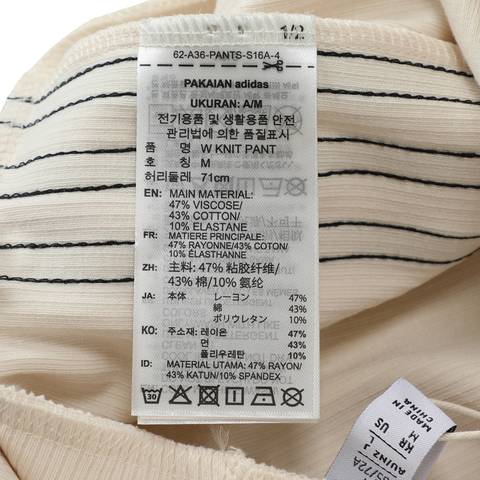 1/2
62-A36-PANTS-S16A-4
PAKAIAN adidas
UKURAN: A/M
전기용품 및 생활용품 안전
관리법에 의한 품질표시
품 명 W KNIT PANT
호 칭 M
허리둘레 71cm
EN: MAIN MATERIAL:
47% VISCOSE/
43% COTTON/
10% ELASTANE
FR: MATIERE PRINCIPALE:
47% RAYONNE/43% COTON/
10% ÉLASTHANNE
ZH: 主料: 47% 粘胶纤维/
43% 棉/10% 氨纶
JA: 本体 レーヨン 47%
綿 43%
ポリウレタン 10%
KO: 주소재: 레이온 47%
면 43%
폴리우레탄 10%
ID: MATERIAL UTAMA: 47% RAYON/
43% KATUN/10% SPANDEX
30
MADE IN
CHINA
KR M US
AU/NZ L